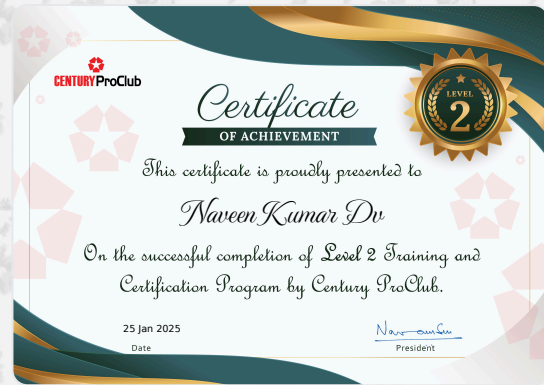 CENTURY ProClub
LEVEL
2
Certificate
OF ACHIEVEMENT
This certificate is proudly presented to
Naveen Kumar Dv
On the successful completion of Level 2 Training and
Certification Program by Century ProClub.
25 Jan 2025
Date
President